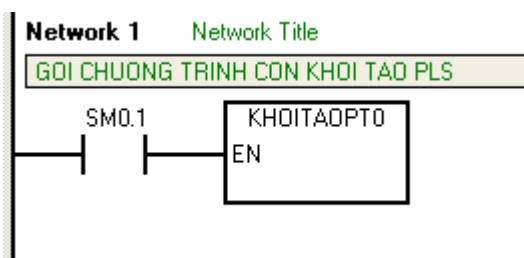 Network 1 Network Title
GOI CHUONG TRINH CON KHOI TAO PLS
SM0.1 KHOITAOPT0
EN